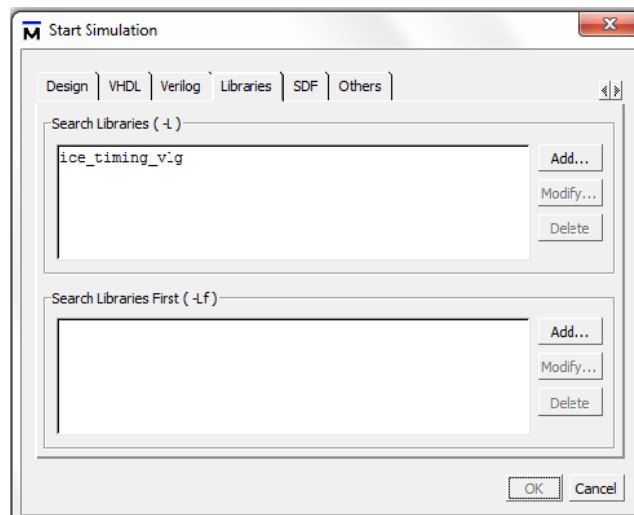 Start Simulation
Design VHDL Verilog Libraries SDF Others
Search Libraries ( -L )
ice_timing_vlg
Add...
Modify...
Delete
Search Libraries First ( -Lf )
Add...
Modify...
Delete
OK Cancel